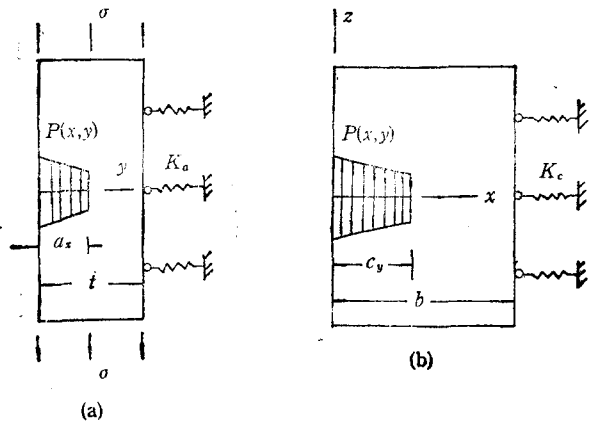 σ
P(x, y)
y
K_a
a_x
t
σ
(a)
z
P(x, y)
x
K_c
c_y
b
(b)